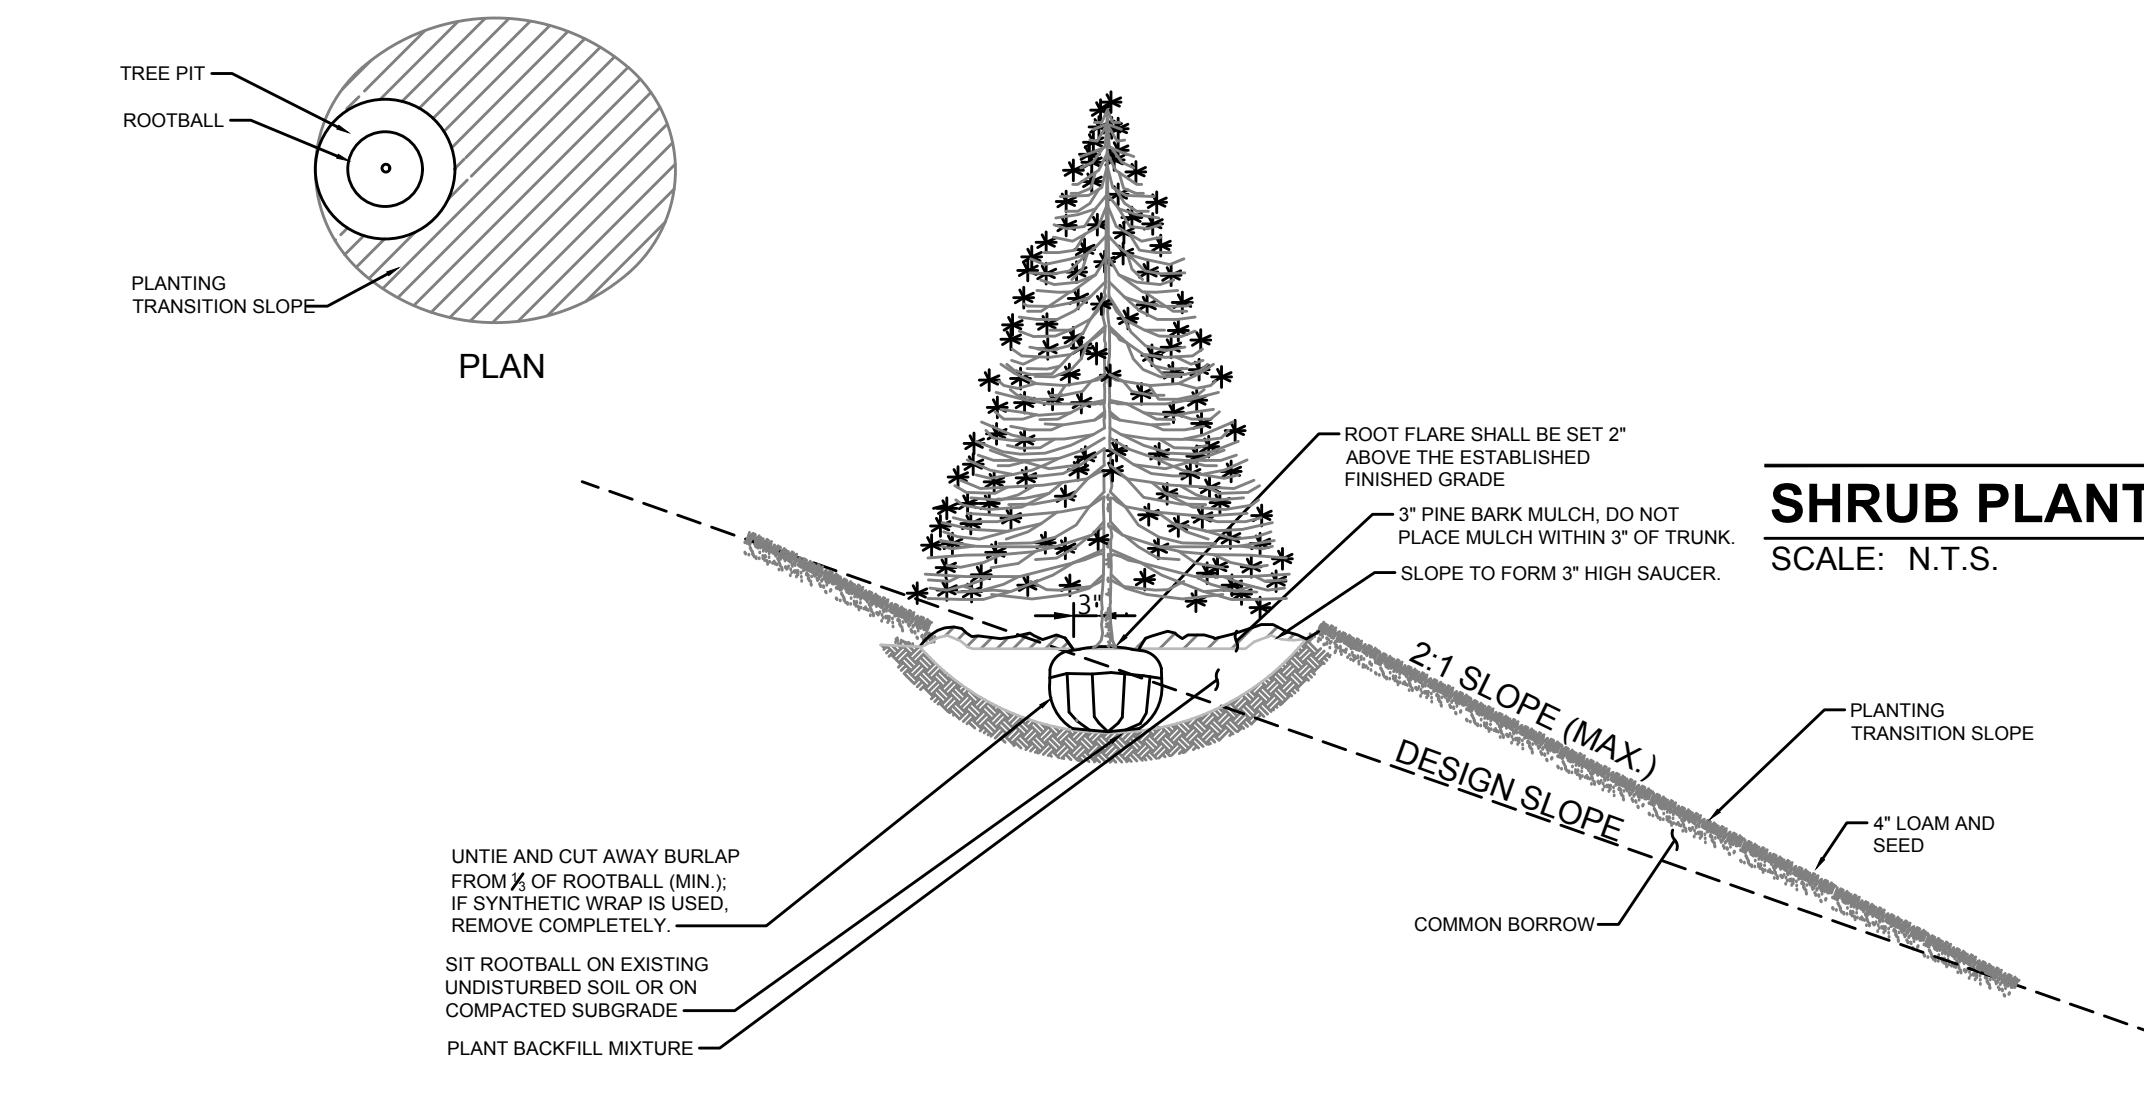 TREE PIT
ROOTBALL
PLANTING
TRANSITION SLOPE
PLAN
ROOT FLARE SHALL BE SET 2"
ABOVE THE ESTABLISHED
FINISHED GRADE
3" PINE BARK MULCH, DO NOT
PLACE MULCH WITHIN 3" OF TRUNK.
SLOPE TO FORM 3" HIGH SAUCER.
SHRUB PLANT
SCALE: N.T.S.
3"
2:1 SLOPE (MAX.)
DESIGN SLOPE
PLANTING
TRANSITION SLOPE
4" LOAM AND
SEED
COMMON BORROW
UNTIE AND CUT AWAY BURLAP
FROM 1/3 OF ROOTBALL (MIN.);
IF SYNTHETIC WRAP IS USED,
REMOVE COMPLETELY.
SIT ROOTBALL ON EXISTING
UNDISTURBED SOIL OR ON
COMPACTED SUBGRADE
PLANT BACKFILL MIXTURE